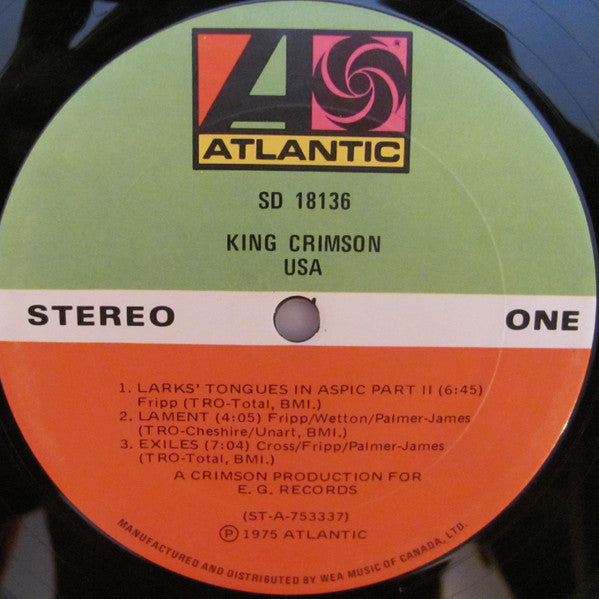 ATLANTIC
SD 18136
KING CRIMSON
USA
STEREO
ONE
1. LARKS' TONGUES IN ASPIC PART II (6:45)
Fripp (TRO-Total, BMI.)
2. LAMENT (4:05) Fripp/Wetton/Palmer-James
(TRO-Cheshire/Unart, BMI.)
3. EXILES (7:04) Cross/Fripp/Palmer-James
(TRO-Total, BMI.)
A CRIMSON PRODUCTION FOR
E. G. RECORDS
(ST-A-753337)
Ⓟ 1975 ATLANTIC
MANUFACTURED AND DISTRIBUTED BY WEA MUSIC OF CANADA, LTD.